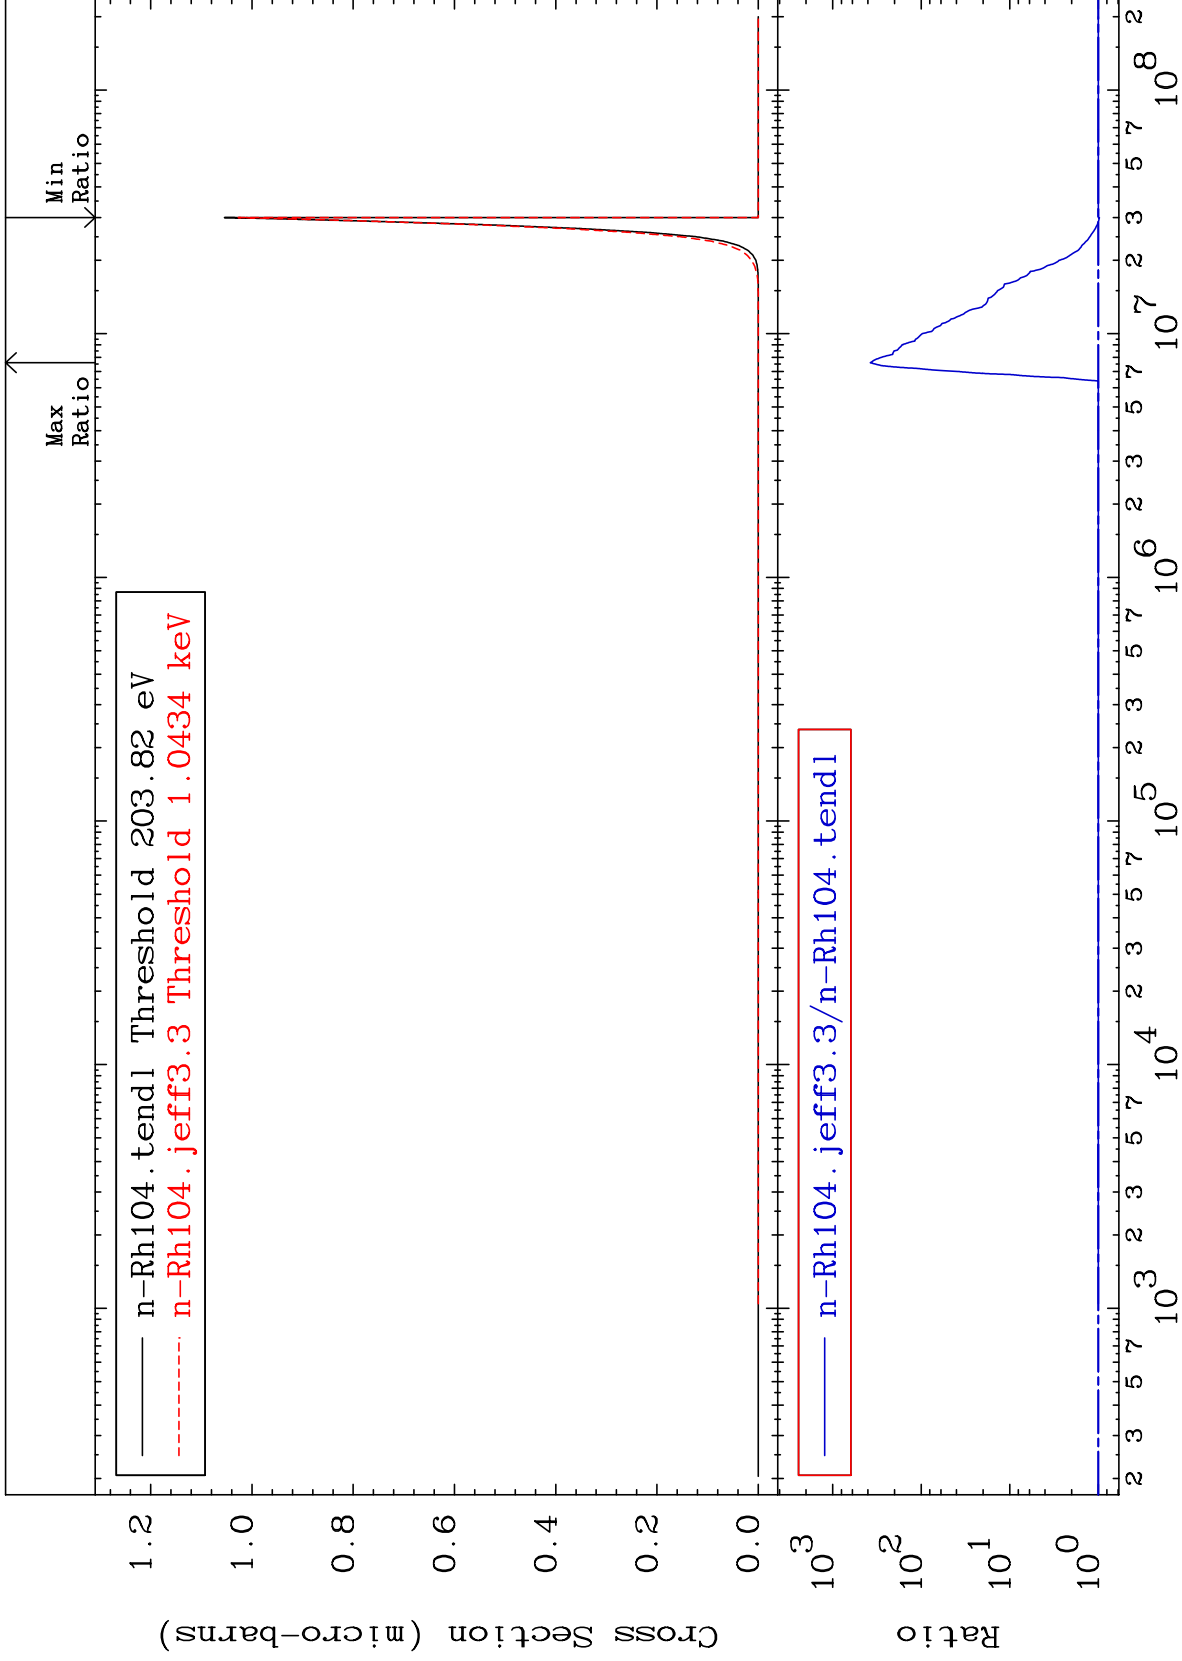 Max
Ratio
Min
Ratio
n-Rh104.tendl Threshold 203.82 eV
n-Rh104.jeff3.3 Threshold 1.0434 keV
Cross Section (micro-barns)
1.2
1.0
0.8
0.6
0.4
0.2
0.0
n-Rh104.jeff3.3/n-Rh104.tendl
Ratio
10^3
10^2
10^1
10^0
2 3 5 7 2 3 5 7 2 3 5 7 2 3 5 7 2 3 5 7 2 3 5 7 2
10^3 10^4 10^5 10^6 10^7 10^8